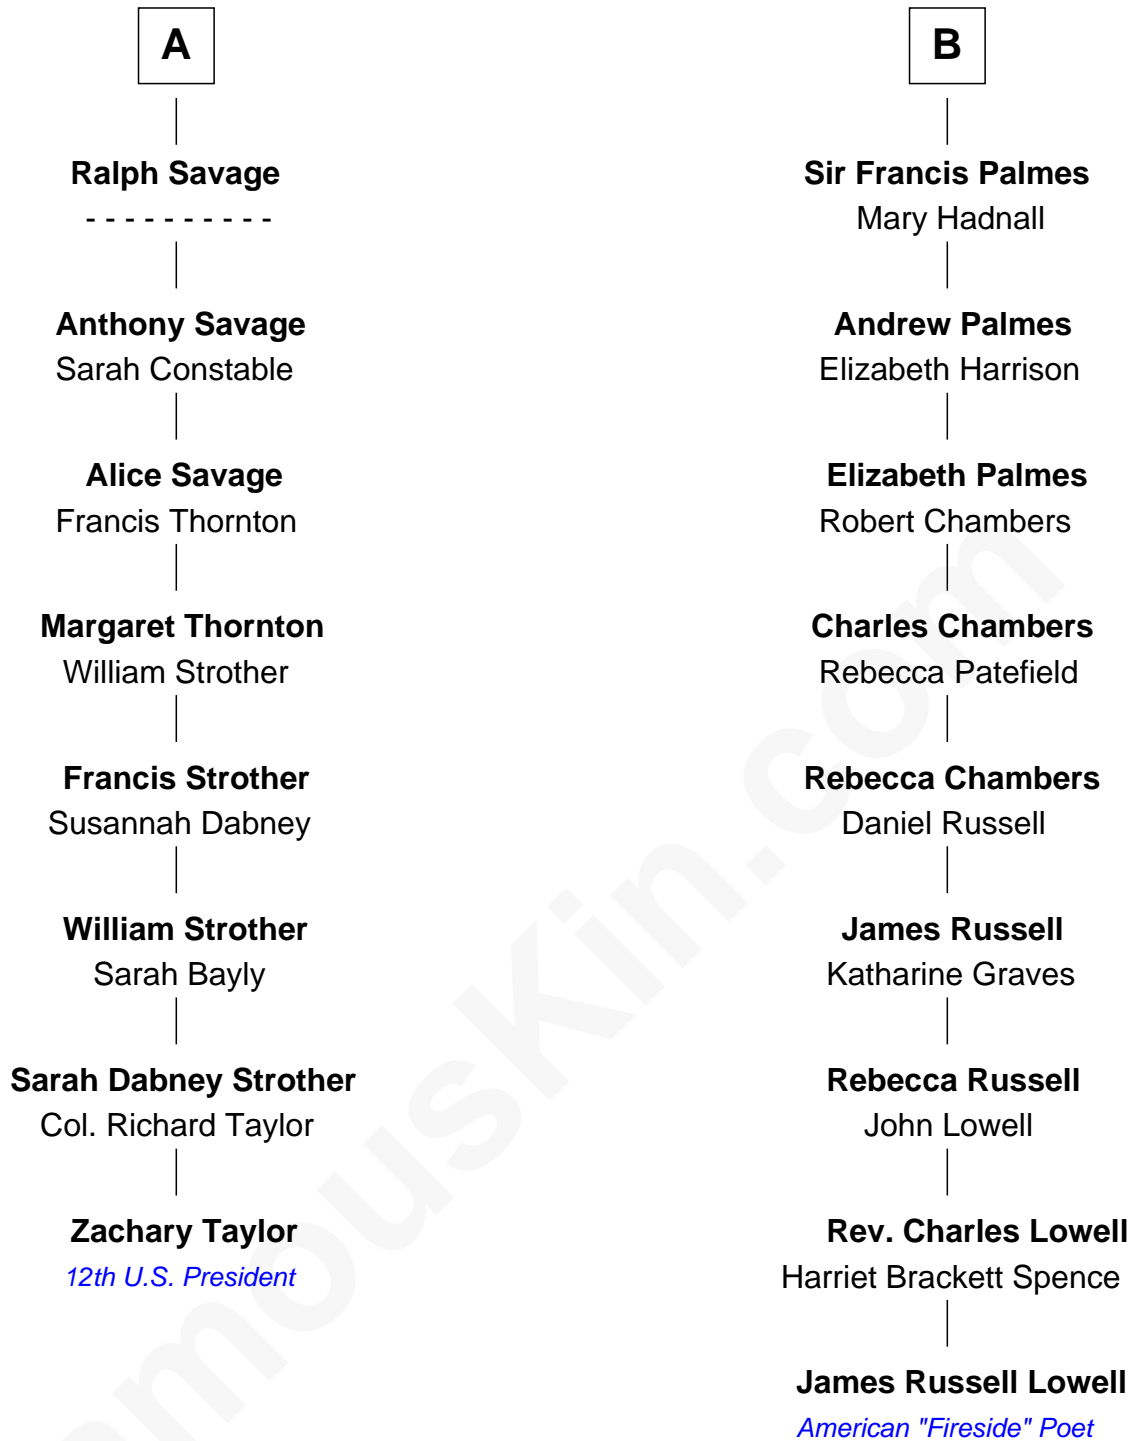 A
Ralph Savage
- - - - - - - - - -
Anthony Savage
Sarah Constable
Alice Savage
Francis Thornton
Margaret Thornton
William Strother
Francis Strother
Susannah Dabney
William Strother
Sarah Bayly
Sarah Dabney Strother
Col. Richard Taylor
Zachary Taylor
12th U.S. President
B
Sir Francis Palmes
Mary Hadnall
Andrew Palmes
Elizabeth Harrison
Elizabeth Palmes
Robert Chambers
Charles Chambers
Rebecca Patefield
Rebecca Chambers
Daniel Russell
James Russell
Katharine Graves
Rebecca Russell
John Lowell
Rev. Charles Lowell
Harriet Brackett Spence
James Russell Lowell
American "Fireside" Poet
amouskin.com